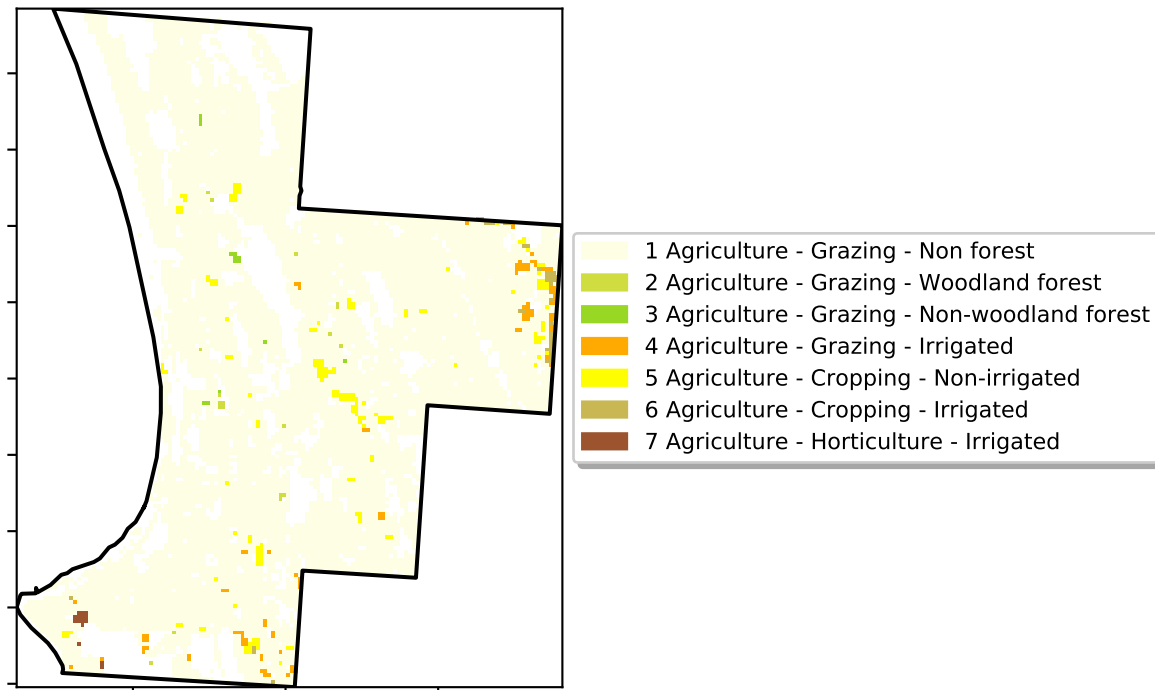 1 Agriculture - Grazing - Non forest
2 Agriculture - Grazing - Woodland forest
3 Agriculture - Grazing - Non-woodland forest
4 Agriculture - Grazing - Irrigated
5 Agriculture - Cropping - Non-irrigated
6 Agriculture - Cropping - Irrigated
7 Agriculture - Horticulture - Irrigated